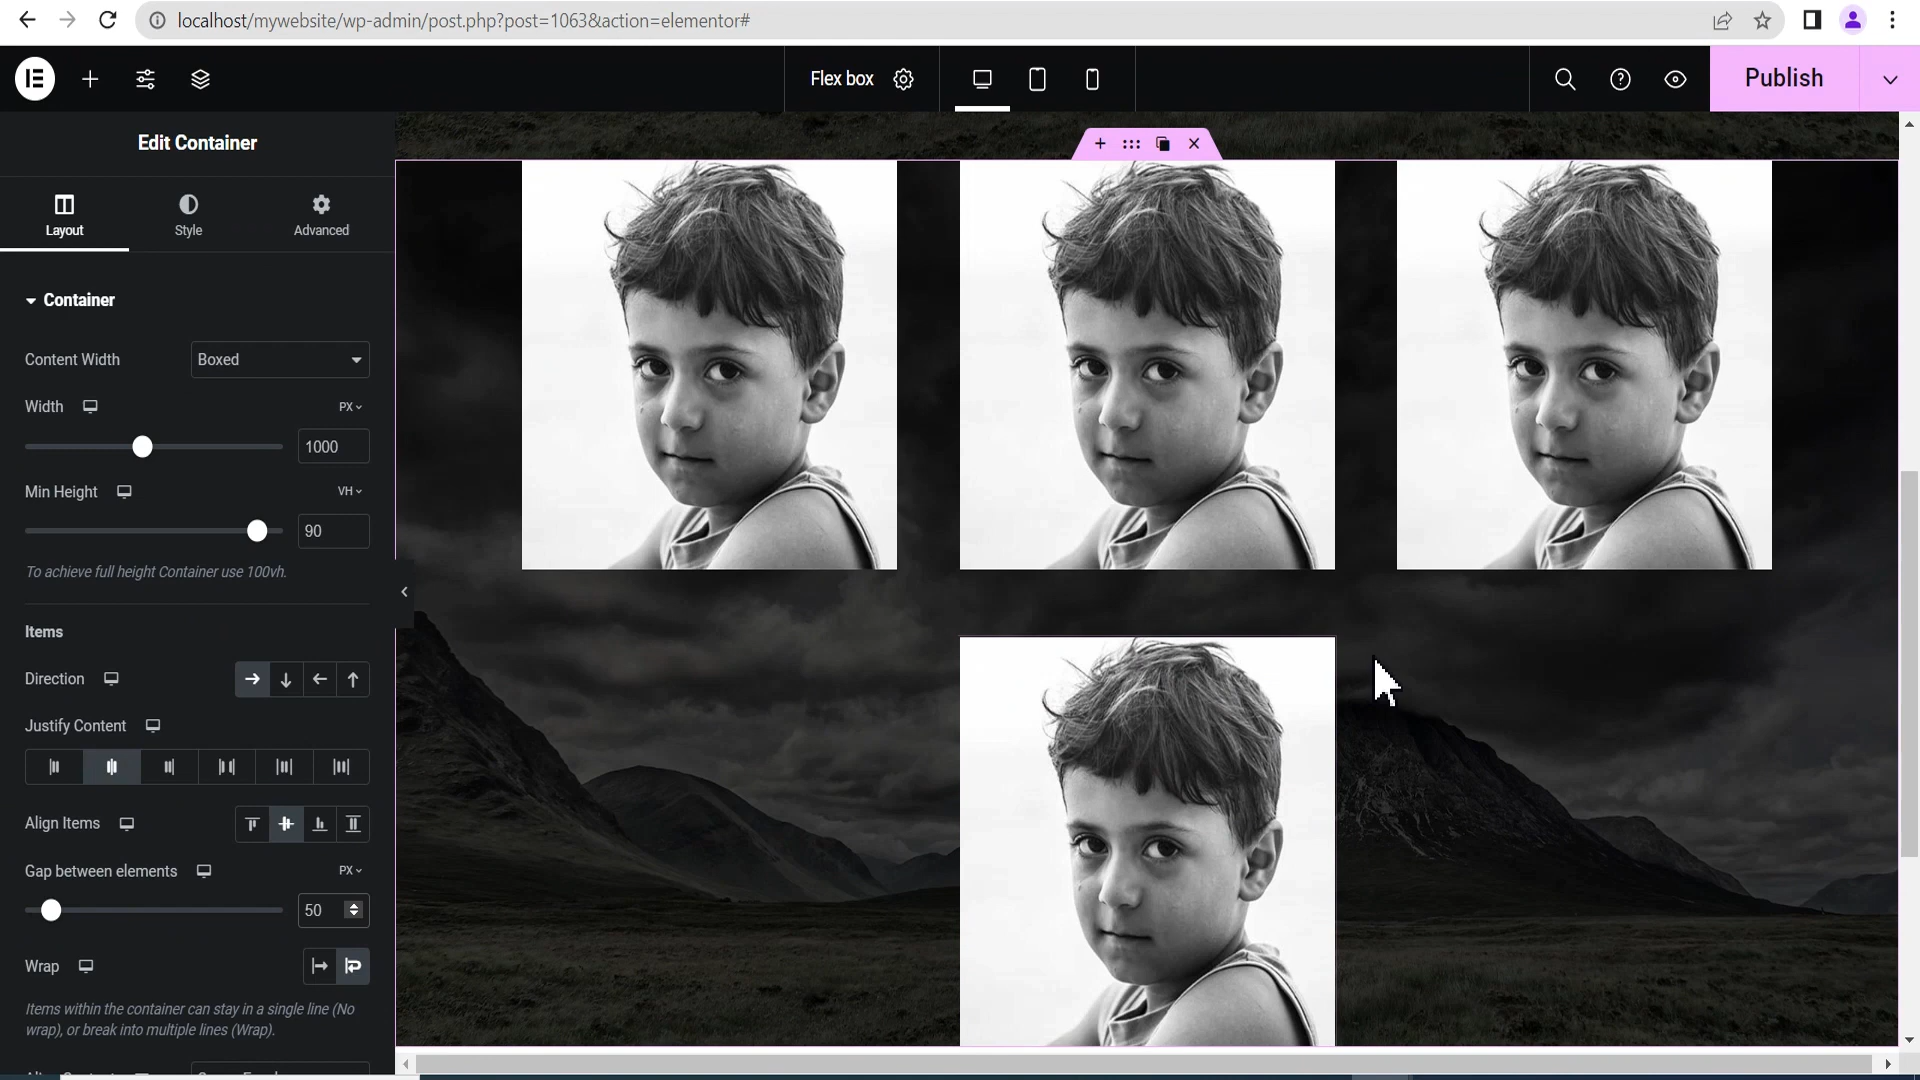 localhost/mywebsite/wp-admin/post.php?post=1063&action=elementor#
Flex box
Publish
Edit Container
Layout
Style
Advanced
Container
Content Width
Boxed
Width
PX
1000
Min Height
VH
90
To achieve full height Container use 100vh.
Items
Direction
Justify Content
Align Items
Gap between elements
PX
50
Wrap
Items within the container can stay in a single line (No
wrap), or break into multiple lines (Wrap).